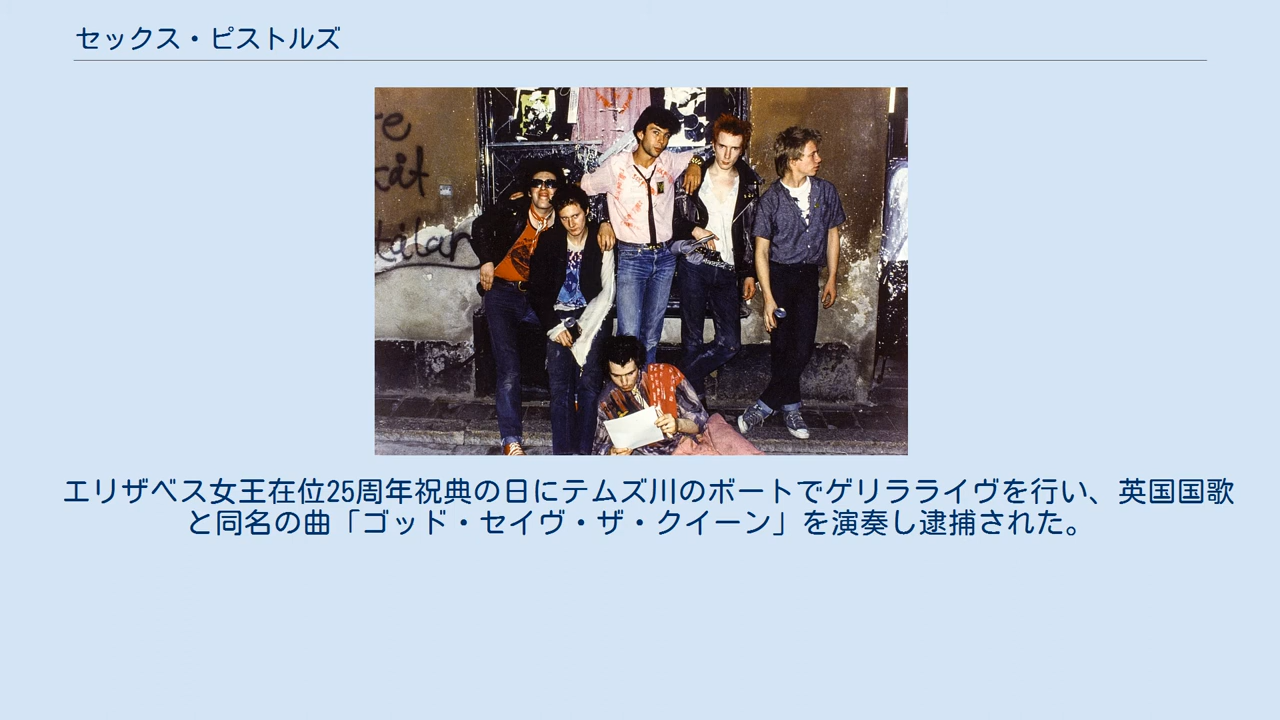 セックス・ピストルズ
re
kåt
tålar
エリザベス女王在位25周年祝典の日にテムズ川のボートでゲリラライヴを行い、英国国歌
と同名の曲「ゴッド・セイヴ・ザ・クイーン」を演奏し逮捕された。